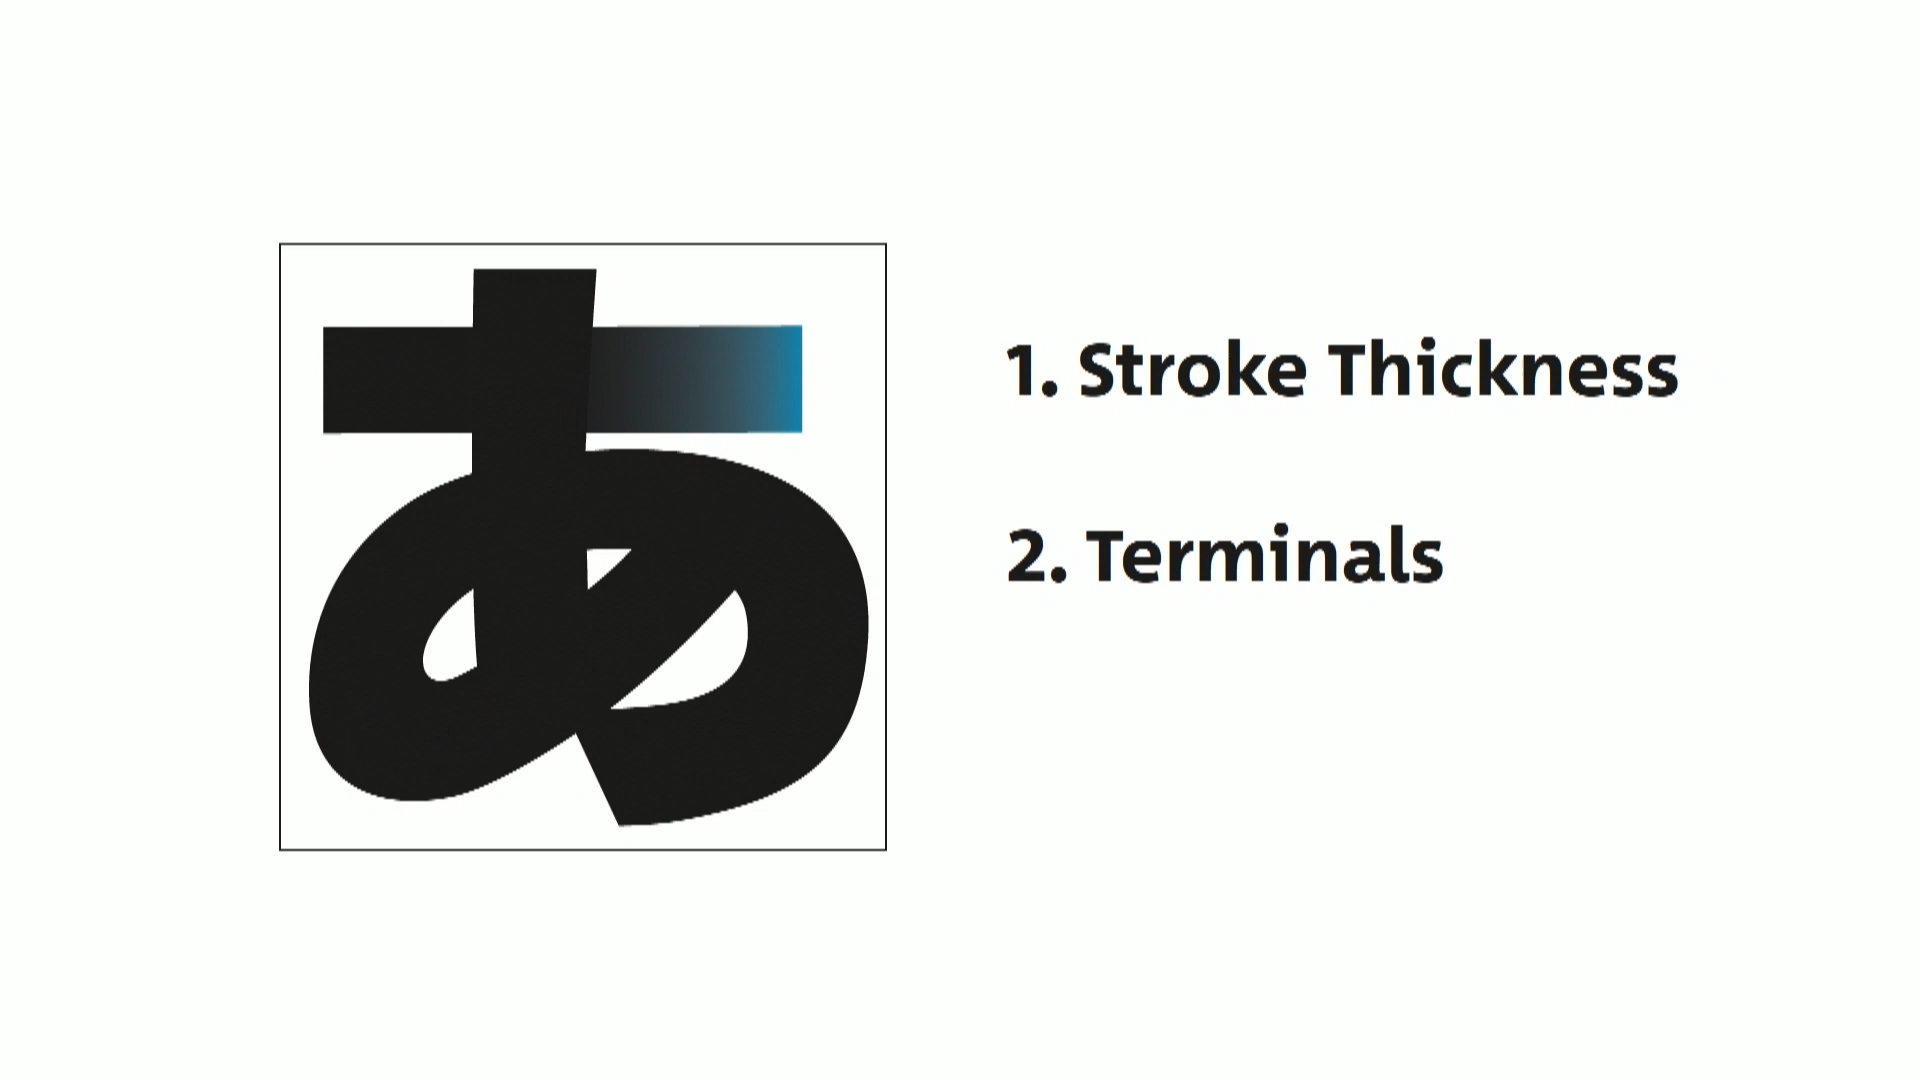 あ
1. Stroke Thickness
2. Terminals